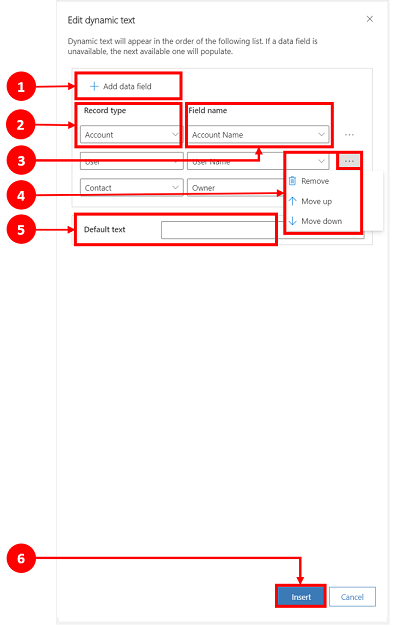 Edit dynamic text
Dynamic text will appear in the order of the following list. If a data field is
unavailable, the next available one will populate.
1
Add data field
2
Record type Field name
Account Account Name ...
3
User User Name ...
4
Remove
Contact Owner
Move up
Move down
5
Default text
6
Insert Cancel